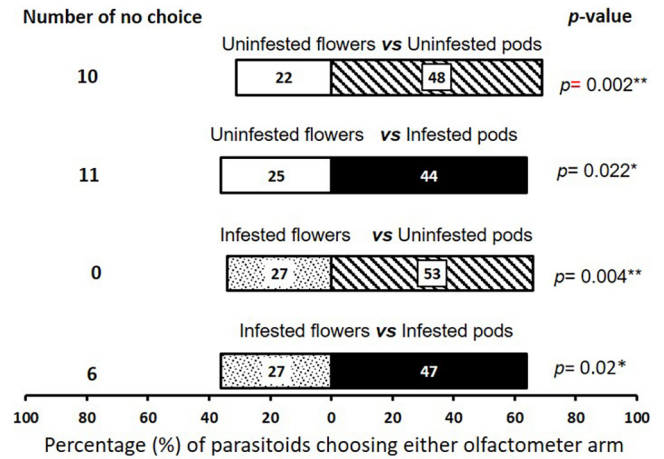 Number of no choice
p-value
Uninfested flowers vs Uninfested pods
10
22
48
p= 0.002**
Uninfested flowers vs Infested pods
11
25
44
p= 0.022*
Infested flowers vs Uninfested pods
0
27
53
p= 0.004**
Infested flowers vs Infested pods
6
27
47
p= 0.02*
100 80 60 40 20 0 20 40 60 80 100
Percentage (%) of parasitoids choosing either olfactometer arm